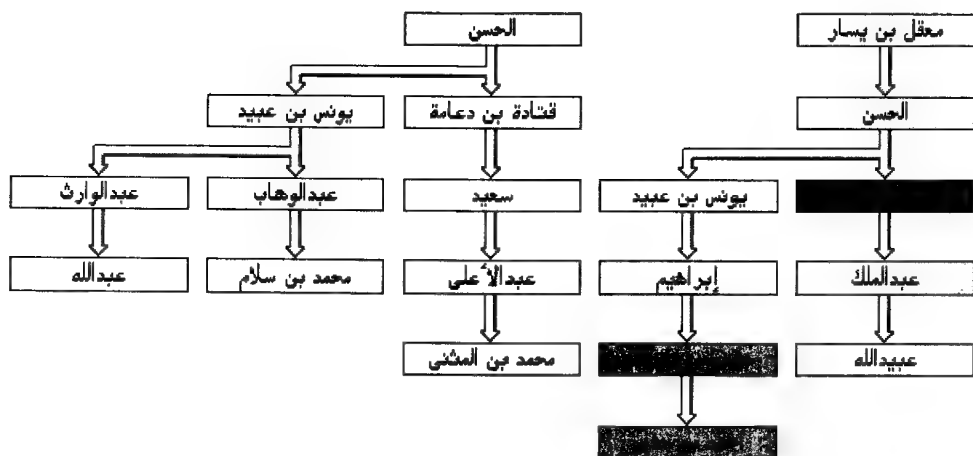 معقل بن يسار
الحسن
الحسن
يونس بن عبيد
قتادة بن دعامة
يونس بن عبيد
سعيد
عبدالوهاب
عبدالوارث
عبدالملك
إبراهيم
عبدالأعلى
محمد بن سلام
عبدالله
عبيدالله
محمد بن المثنى